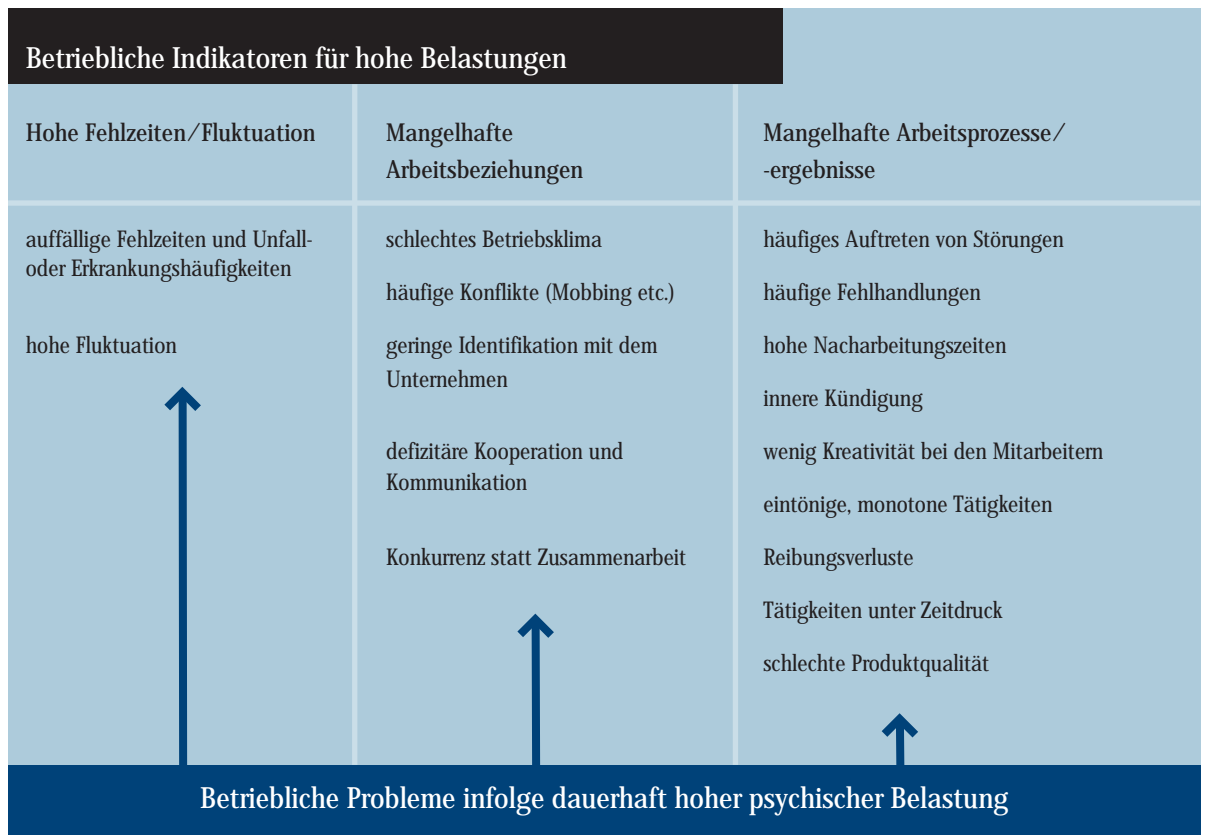 Betriebliche Indikatoren für hohe Belastungen
Hohe Fehlzeiten/Fluktuation
auffällige Fehlzeiten und Unfall-
oder Erkrankungshäufigkeiten
hohe Fluktuation
Mangelhafte
Arbeitsbeziehungen
schlechtes Betriebsklima
häufige Konflikte (Mobbing etc.)
geringe Identifikation mit dem
Unternehmen
defizitäre Kooperation und
Kommunikation
Konkurrenz statt Zusammenarbeit
Mangelhafte Arbeitsprozesse/
-ergebnisse
häufiges Auftreten von Störungen
häufige Fehlhandlungen
hohe Nacharbeitungszeiten
innere Kündigung
wenig Kreativität bei den Mitarbeitern
eintönige, monotone Tätigkeiten
Reibungsverluste
Tätigkeiten unter Zeitdruck
schlechte Produktqualität
Betriebliche Probleme infolge dauerhaft hoher psychischer Belastung